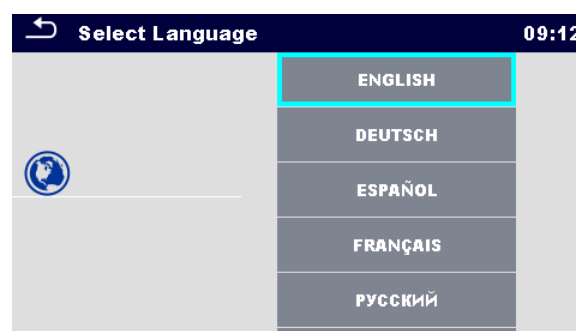 Select Language 09:12
ENGLISH
DEUTSCH
ESPAÑOL
FRANÇAIS
РУССКИЙ